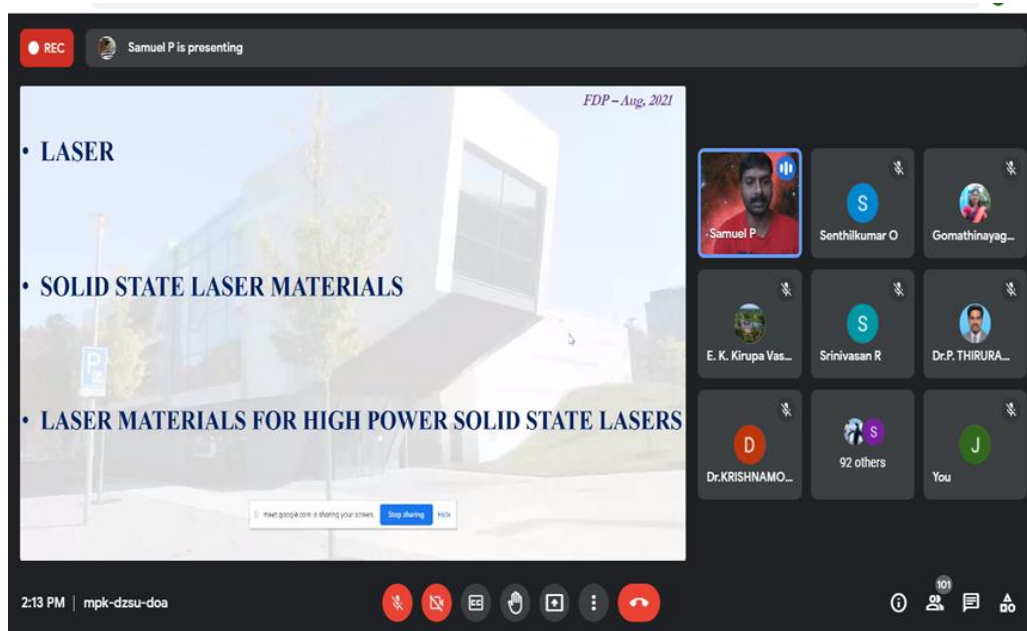 REC
Samuel P is presenting
FDP – Aug, 2021
• LASER
• SOLID STATE LASER MATERIALS
• LASER MATERIALS FOR HIGH POWER SOLID STATE LASERS
P
meet.google.com is sharing your screen. Stop sharing Hide
Samuel P
S
Senthilkumar O
Gomathinayag...
E. K. Kirupa Vas...
S
Srinivasan R
Dr.P. THIRURA...
D
Dr.KRISHNAMO...
S
92 others
J
You
2:13 PM | mpk-dzsu-doa
CC
101